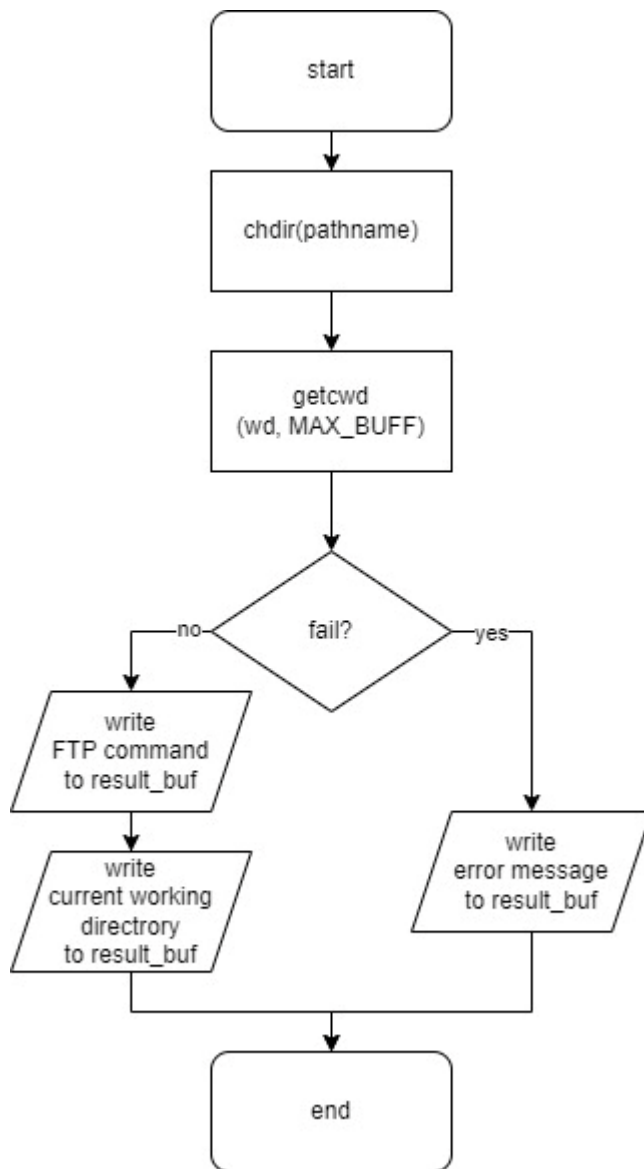 start
chdir(pathname)
getcwd
(wd, MAX_BUFF)
fail?
no
yes
write
FTP command
to result_buf
write
current working
directrory
to result_buf
write
error message
to result_buf
end